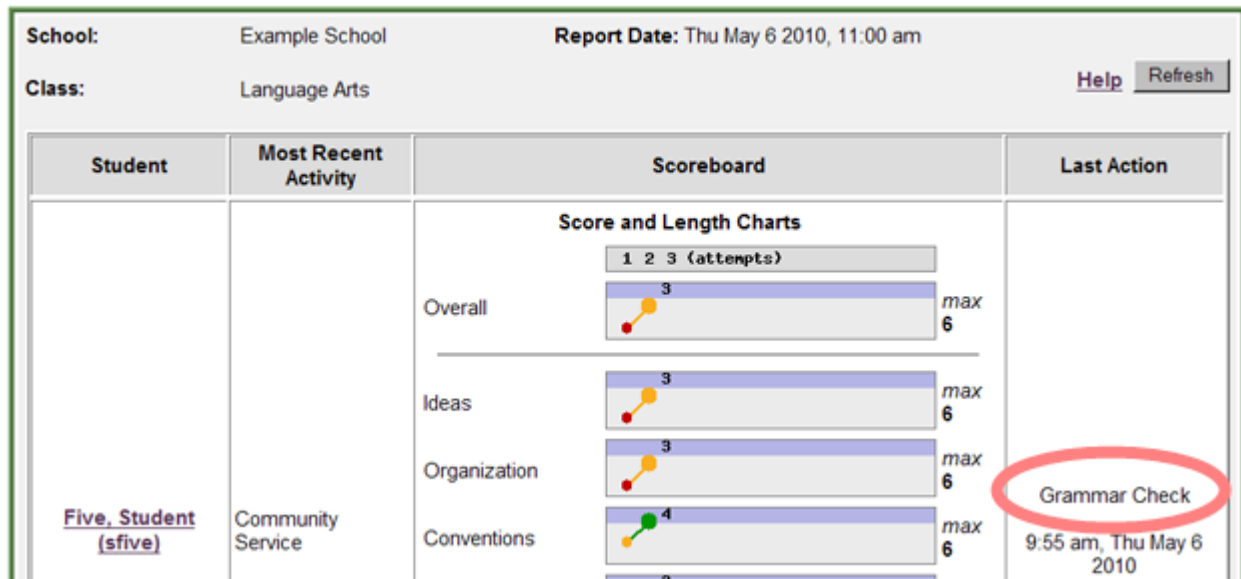 School: Example School Report Date: Thu May 6 2010, 11:00 am
Help Refresh
Class: Language Arts
Student Most Recent Activity Scoreboard Last Action
Score and Length Charts
1 2 3 (attempts)
3
Overall max
6
3
Ideas max
6
3
Organization max
6
Grammar Check
Five, Student Community 4
(sfive) Service Conventions max
6
9:55 am, Thu May 6
2010